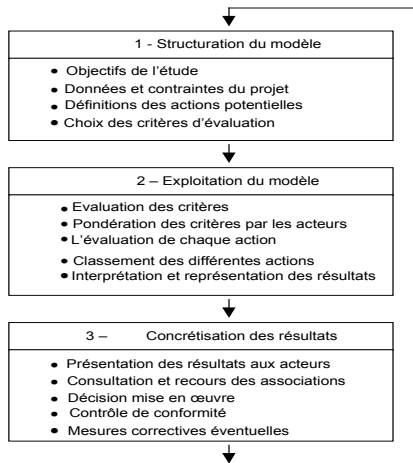 1 - Structuration du modèle
• Objectifs de l'étude
• Données et contraintes du projet
• Définitions des actions potentielles
• Choix des critères d'évaluation
2 – Exploitation du modèle
• Evaluation des critères
• Pondération des critères par les acteurs
• L'évaluation de chaque action
• Classement des différentes actions
• Interprétation et représentation des résultats
3 – Concrétisation des résultats
• Présentation des résultats aux acteurs
• Consultation et recours des associations
• Décision mise en œuvre
• Contrôle de conformité
• Mesures correctives éventuelles